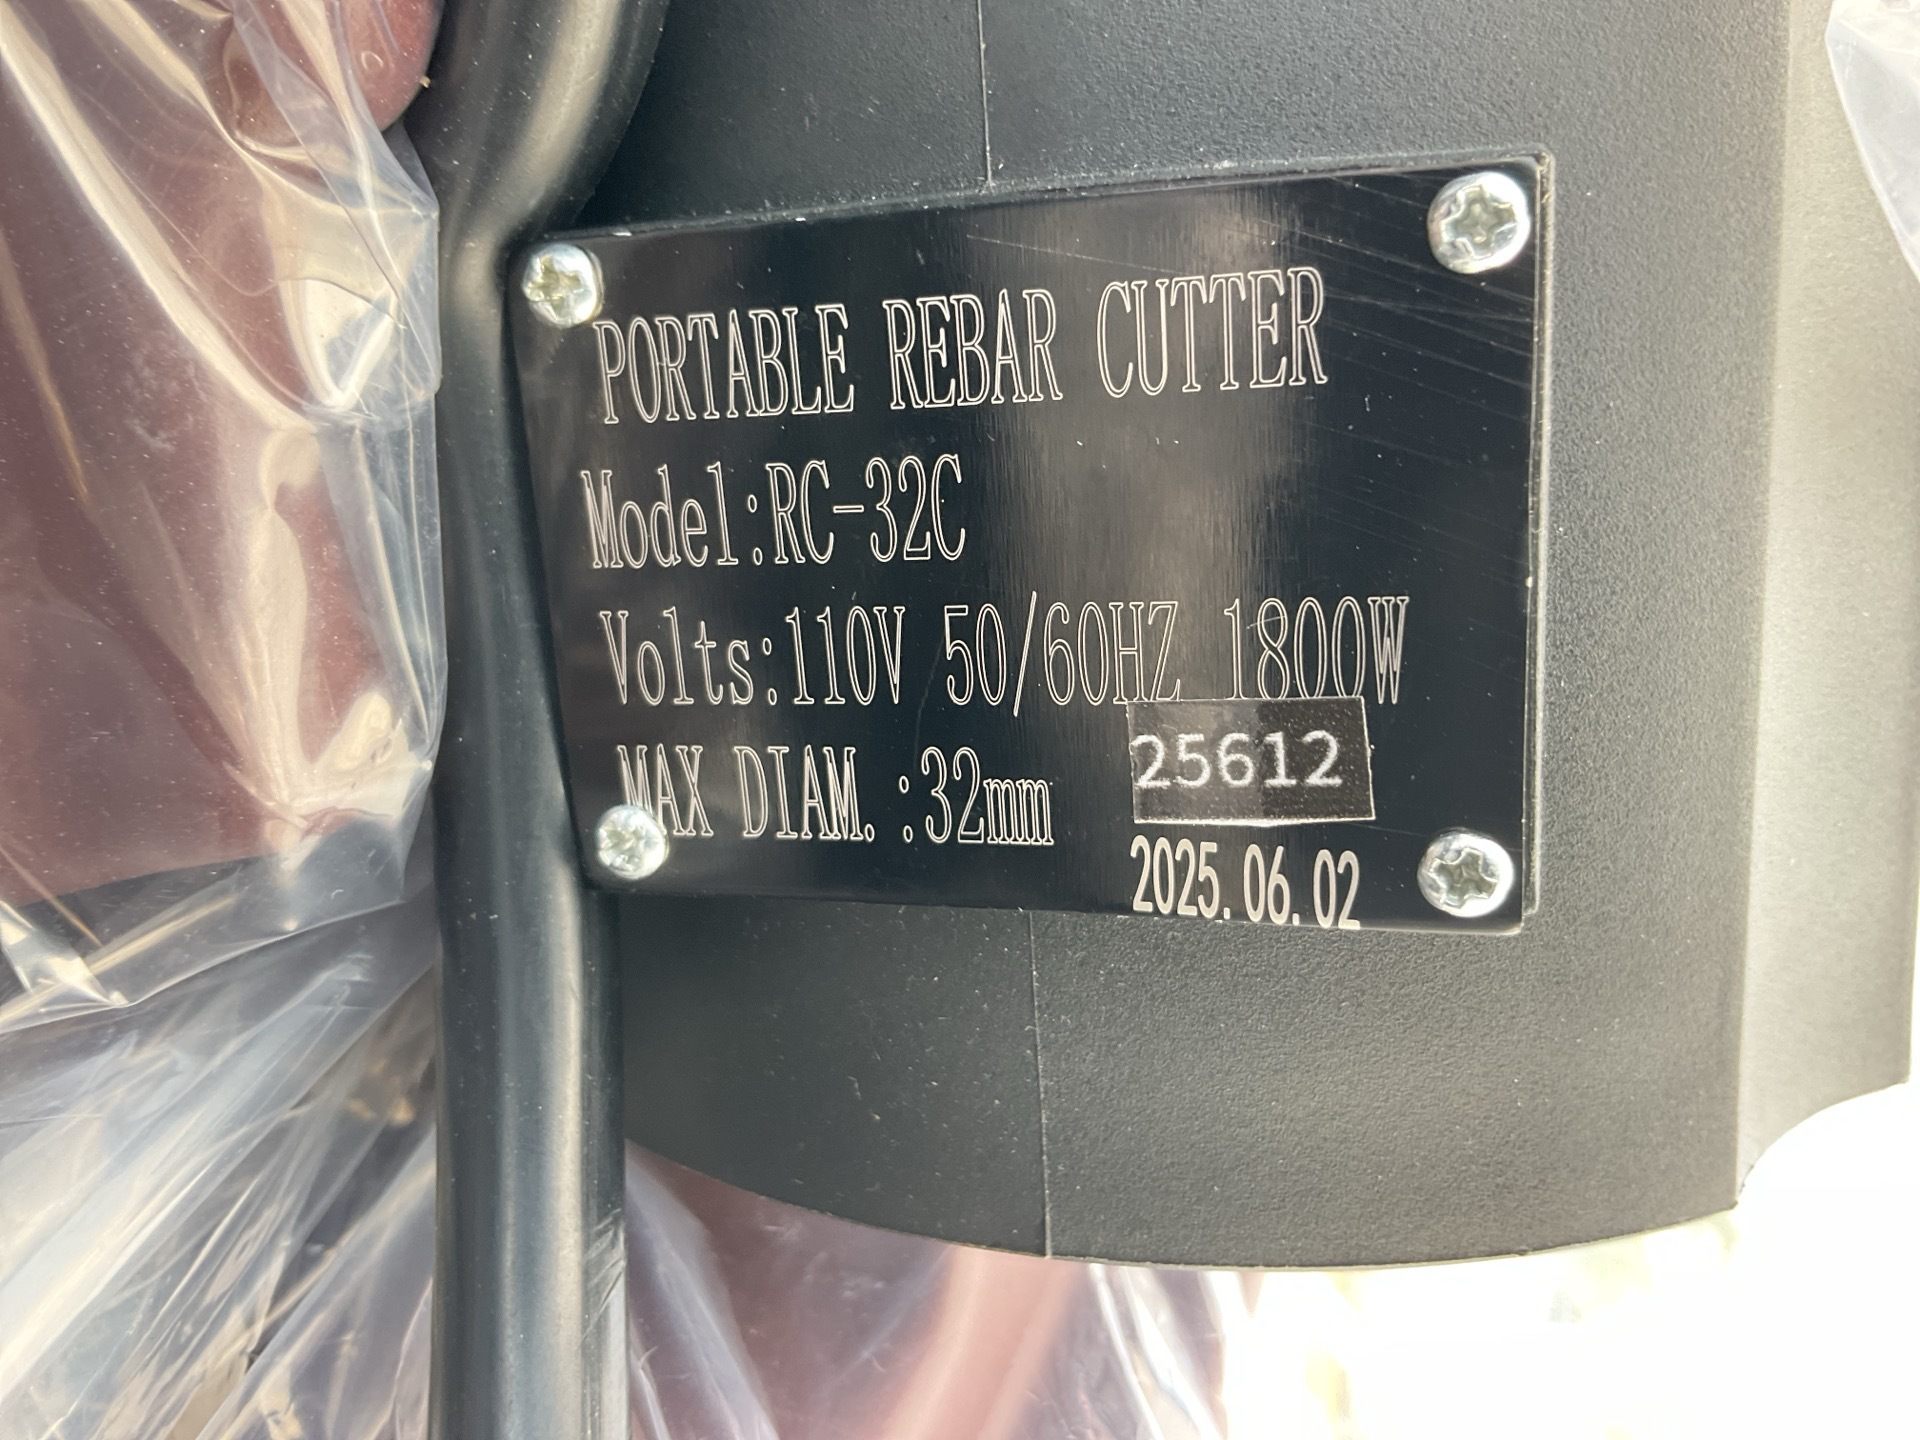 PORTABLE REBAR CUTTER
Model:RC-32C
Volts:110V 50/60HZ 1800W
MAX DIAM.:32mm
25612
2025.06.02